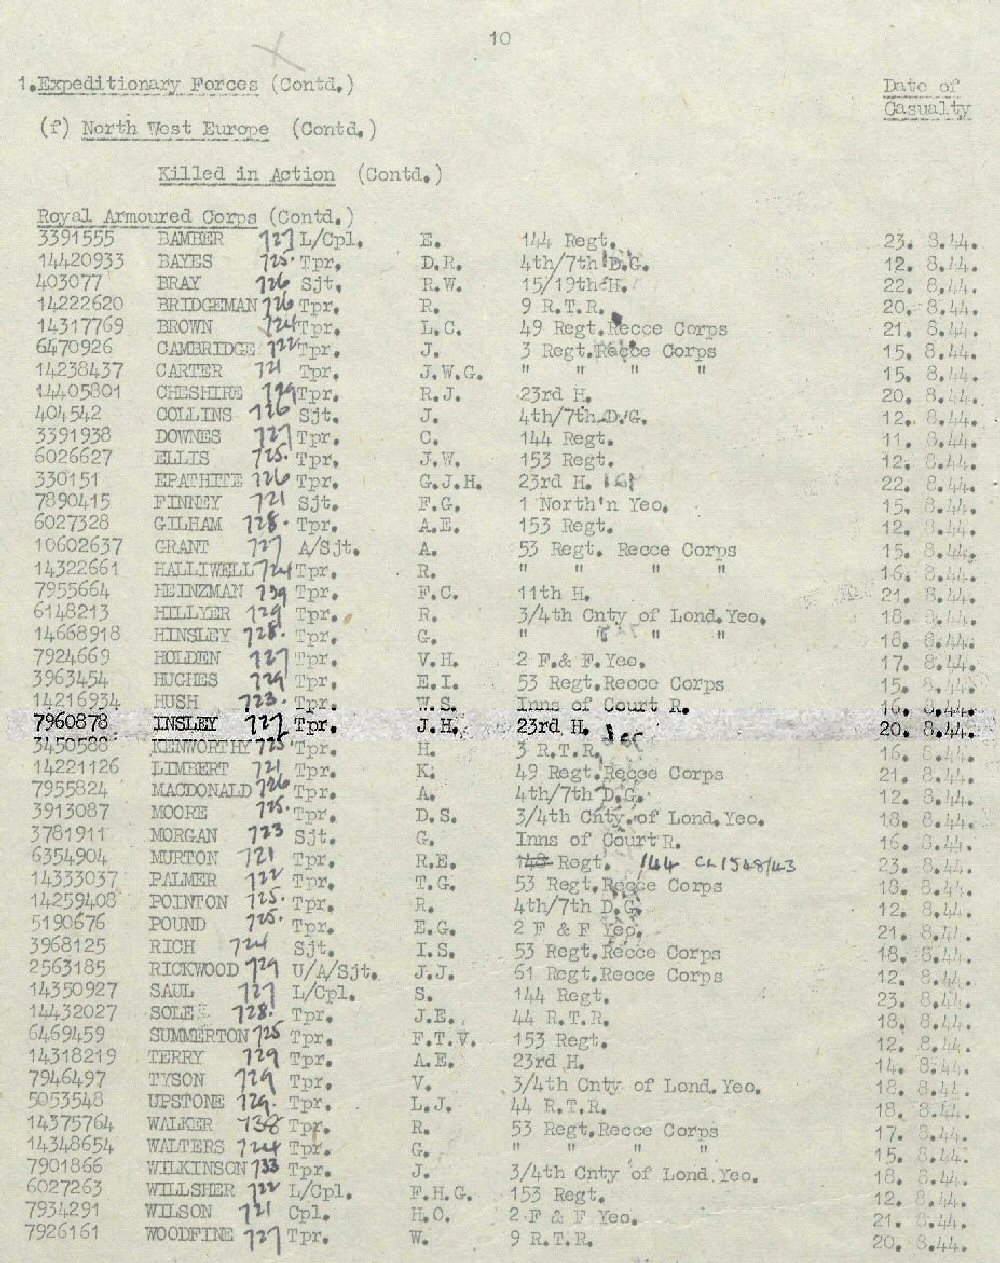 10
1.Expeditionary Forces (Contd.) Date of
Casualty
(f) North West Europe (Contd.)
Killed in Action (Contd.)
Royal Armoured Corps (Contd.)
3391555 BAMBER 727 L/Cpl. E. 144 Regt. 23. 8.44.
14420933 BAYES 725. Tpr. D.R. 4th/7th D.G. 12. 8.44.
403077 BRAY 726 Sjt. R.W. 15/19th H. 22. 8.44.
14222620 BRIDGEMAN 726 Tpr. R. 9 R.T.R. 20. 8.44.
14317769 BROWN 724 Tpr. L.C. 49 Regt.Recce Corps 21. 8.44.
6470926 CAMBRIDGE 722 Tpr. J. 3 Regt.Recce Corps 15. 8.44.
14238437 CARTER 721 Tpr. J.W.G. " " " " 15. 8.44.
14405801 CHESHIRE 729 Tpr. R.J. 23rd H. 20. 8.44.
404542 COLLINS 726 Sjt. J. 4th/7th D.G. 12. 8.44.
3391938 DOWNES 727 Tpr. C. 144 Regt. 11. 8.44.
6026627 ELLIS 725. Tpr. J.W. 153 Regt. 12. 8.44.
330151 EPATHITE 726 Tpr. G.J.H. 23rd H. 22. 8.44.
7890415 FINNEY 721 Sjt. F.G. 1 North'n Yeo. 15. 8.44.
6027328 GILHAM 728. Tpr. A.E. 153 Regt. 12. 8.44.
10602637 GRANT 727 A/Sjt. A. 53 Regt. Recce Corps 15. 8.44.
14322661 HALLIWELL 724 Tpr. R. " " " " 16. 8.44.
7955664 HEINZMAN 729 Tpr. F.C. 11th H. 21. 8.44.
6148213 HILLYER 729 Tpr. R. 3/4th Cnty of Lond.Yeo. 18. 8.44.
14668918 HINSLEY 728. Tpr. G. " " " " 18. 8.44.
7924669 HOLDEN 727 Tpr. V.H. 2 F.& F.Yeo. 17. 8.44.
3963454 HUGHES 729 Tpr. E.I. 53 Regt.Recce Corps 15. 8.44.
14216934 HUSH 723. Tpr. W.S. Inns of Court R. 16. 8.44.
7960878 INSLEY 727 Tpr. J.H. 23rd H. 20. 8.44.
3450588 KENWORTHY 725 Tpr. H. 3 R.T.R. 16. 8.44.
14221126 LIMBERT 721 Tpr. K. 49 Regt.Recce Corps 21. 8.44.
7955824 MACDONALD 726 Tpr. A. 4th/7th D.G. 12. 8.44.
3913087 MOORE 725. Tpr. D.S. 3/4th Cnty.of Lond.Yeo. 18. 8.44.
3781911 MORGAN 723 Sjt. G. Inns of Court R. 16. 8.44.
6354904 MURTON 721 Tpr. R.E. 148 Regt. 144 CL1548/43 23. 8.44.
14333037 PALMER 722 Tpr. T.G. 53 Regt.Recce Corps 18. 8.44.
14259408 POINTON 725. Tpr. R. 4th/7th D.G. 12. 8.44.
5190676 POUND 725. Tpr. E.G. 2 F & F Yeo. 21. 8.44.
3968125 RICH 724 Sjt. I.S. 53 Regt.Recce Corps 18. 8.44.
2563185 RICKWOOD 729 U/A/Sjt. J.J. 61 Regt.Recce Corps 12. 8.44.
14350927 SAUL 727 L/Cpl. S. 144 Regt. 23. 8.44.
14432027 SOLE 728. Tpr. J.E. 44 R.T.R. 18. 8.44.
6469459 SUMMERTON 725 Tpr. F.T.V. 153 Regt. 12. 8.44.
14318219 TERRY 729 Tpr. A.E. 23rd H. 14. 8.44.
7946497 TYSON 729 Tpr. V. 3/4th Cnty of Lond.Yeo. 18. 8.44.
5053548 UPSTONE 729. Tpr. L.J. 44 R.T.R. 18. 8.44.
14375764 WALKER 738 Tpr. R. 53 Regt.Recce Corps 17. 8.44.
14348654 WALTERS 724 Tpr. G. " " " " 15. 8.44.
7901866 WILKINSON 733 Tpr. J. 3/4th Cnty of Lond.Yeo. 18. 8.44.
6027263 WILLSHER 722 L/Cpl. F.H.G. 153 Regt. 12. 8.44.
7934291 WILSON 721 Cpl. H.O. 2 F & F Yeo. 21. 8.44.
7926161 WOODFINE 727 Tpr. W. 9 R.T.R. 20. 8.44.